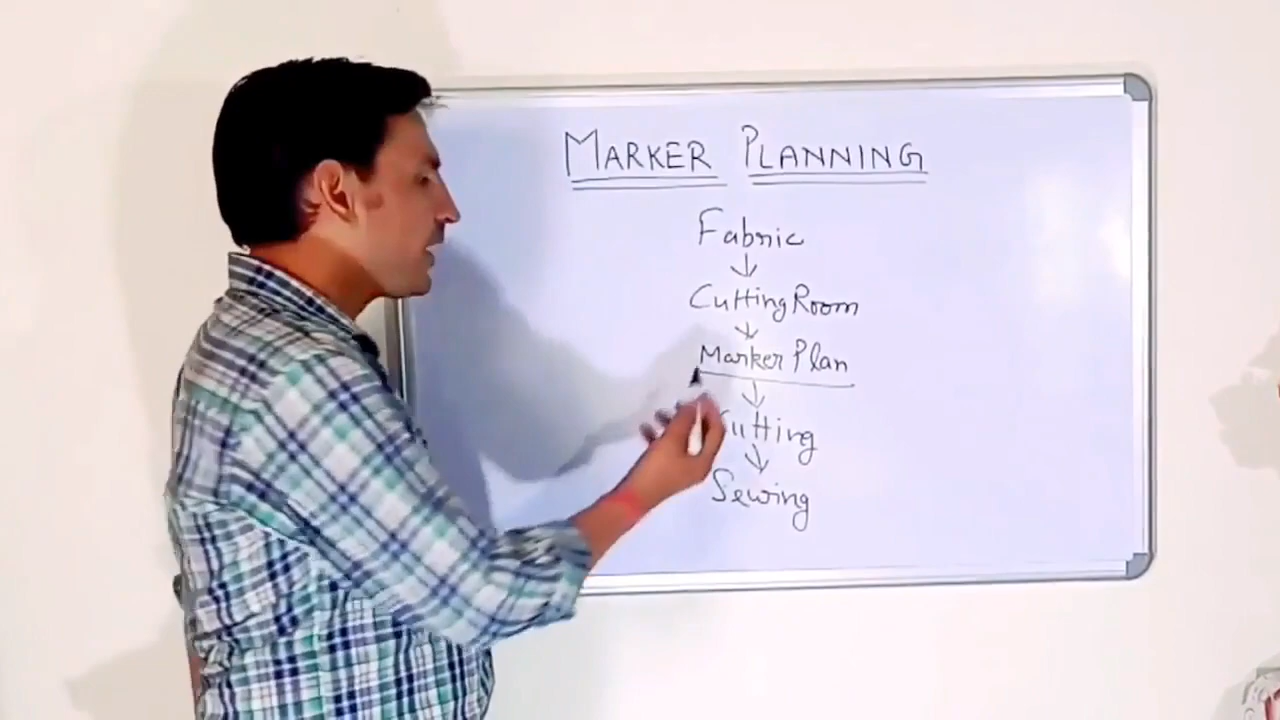 MARKER PLANNING
Fabric
↓
Cutting Room
↓
Marker Plan
↓
Cutting
↓
Sewing